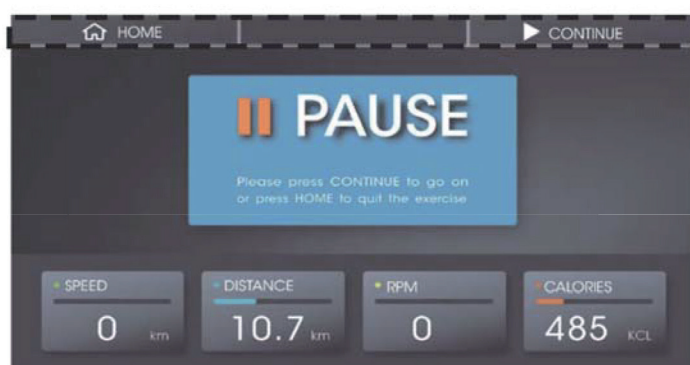 HOME CONTINUE
PAUSE
Please press CONTINUE to go on
or press HOME to quit the exercise
SPEED DISTANCE RPM CALORIES
0 km 10.7 km 0 485 KCL